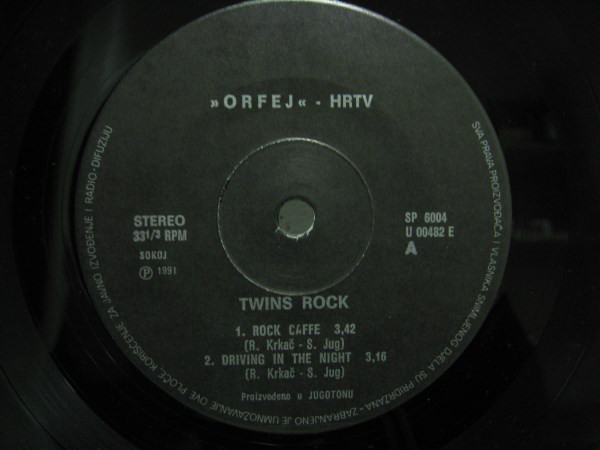 »ORFEJ« - HRTV
STEREO
33 1/3 RPM
SOKOJ
Ⓟ 1991
SP 6004
U 00482 E
A
TWINS ROCK
1. ROCK CAFFE 3,42
(R. Krkač - S. Jug)
2. DRIVING IN THE NIGHT 3,16
(R. Krkač - S. Jug)
Proizvedeno u JUGOTONU
SVA PRAVA PROIZVOĐAČA I VLASNIKA SNIMLJENOG DJELA SU PRIDRŽANA - ZABRANJENO JE UMNOŽAVANJE OVE PLOČE, KORIŠĆENJE ZA JAVNO IZVOĐENJE I RADIO-DIFUZIJU